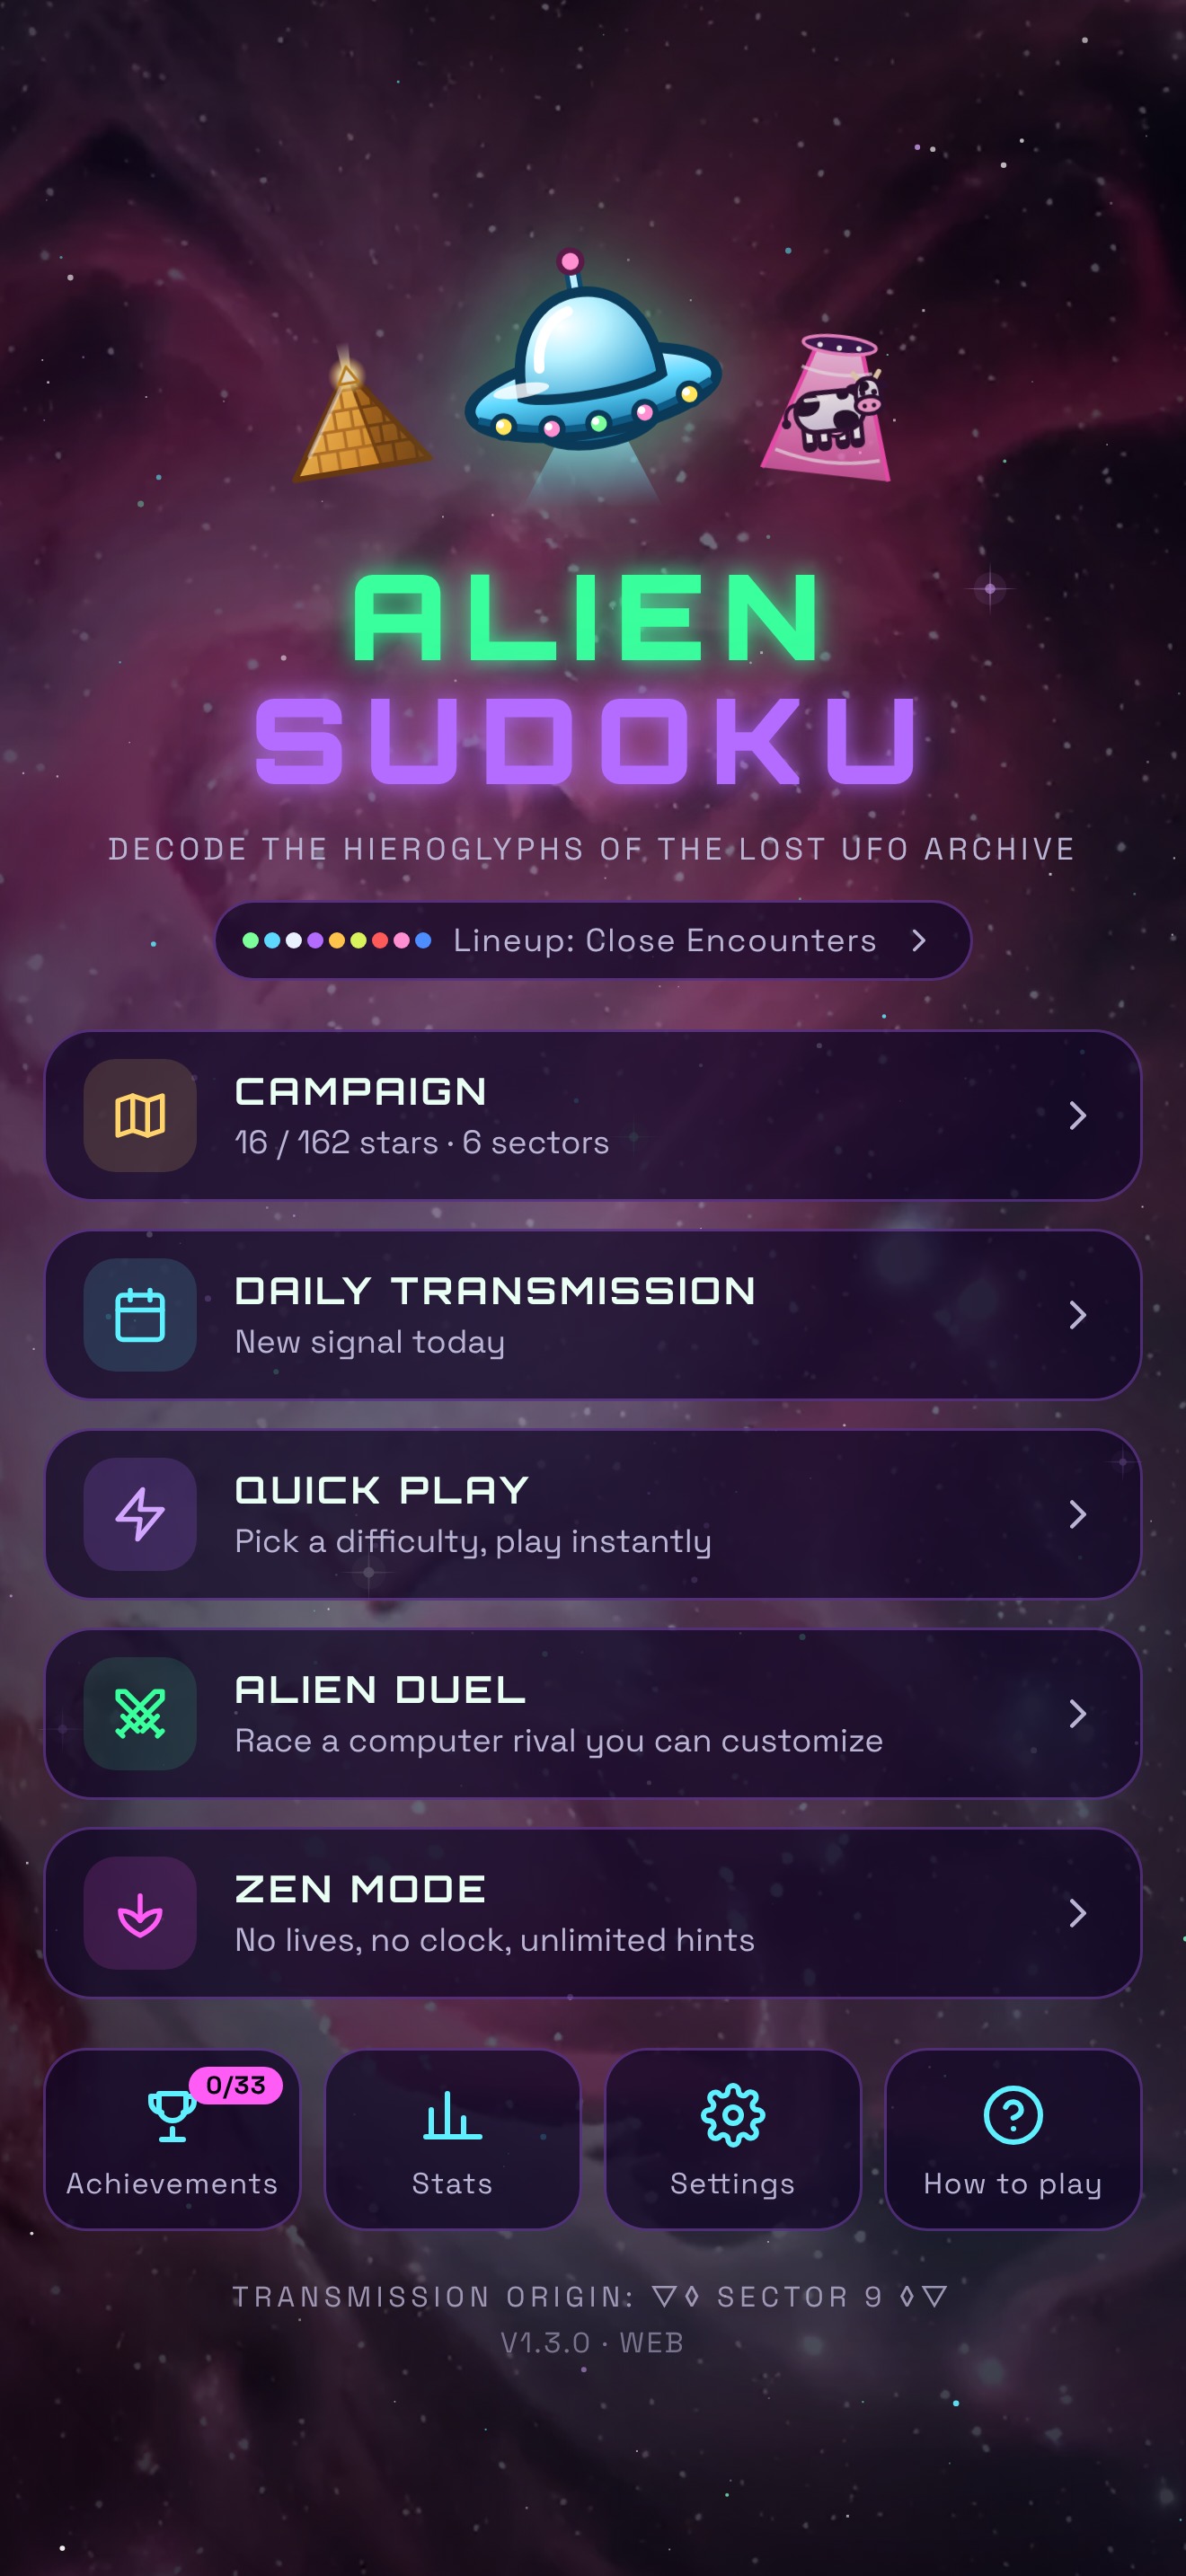 ALIEN
SUDOKU
DECODE THE HIEROGLYPHS OF THE LOST UFO ARCHIVE
Lineup: Close Encounters
CAMPAIGN
16 / 162 stars · 6 sectors
DAILY TRANSMISSION
New signal today
QUICK PLAY
Pick a difficulty, play instantly
ALIEN DUEL
Race a computer rival you can customize
ZEN MODE
No lives, no clock, unlimited hints
0/33
Achievements
Stats
Settings
How to play
TRANSMISSION ORIGIN: ▽◊ SECTOR 9 ◊▽
V1.3.0 · WEB